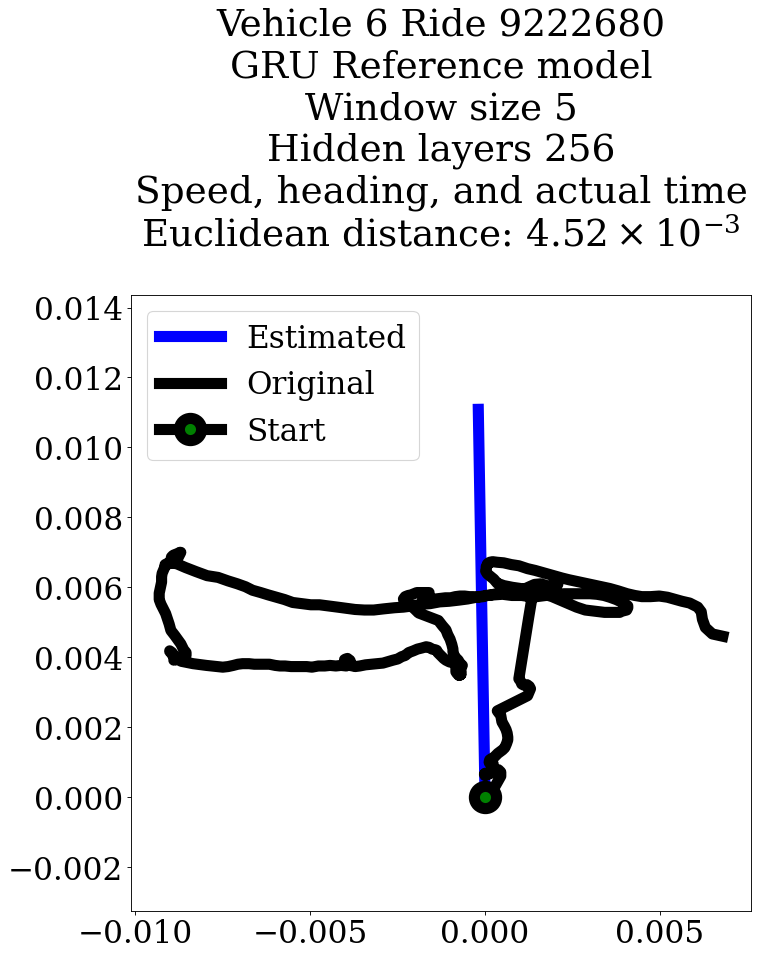 Vehicle 6 Ride 9222680
GRU Reference model
Window size 5
Hidden layers 256
Speed, heading, and actual time
Euclidean distance: 4.52 × 10⁻³
0.014
0.012
0.010
0.008
0.006
0.004
0.002
0.000
−0.002
Estimated
Original
Start
−0.010 −0.005 0.000 0.005